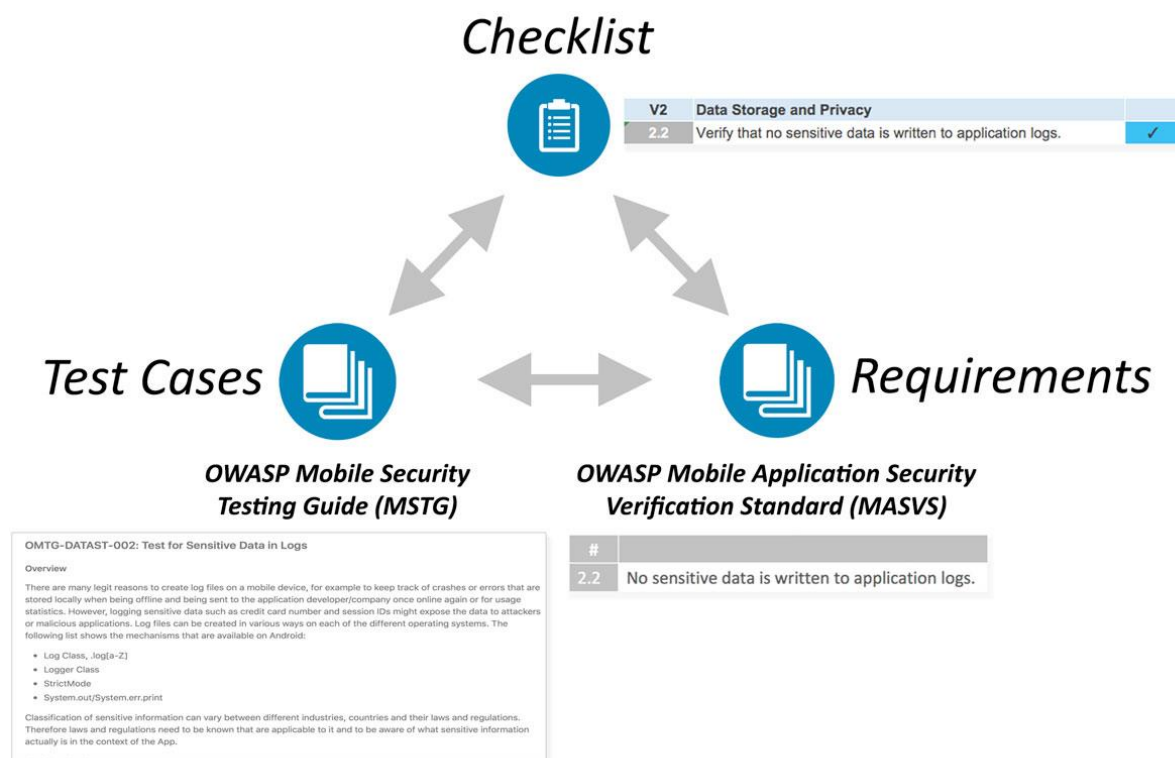 Checklist
V2 Data Storage and Privacy
2.2 Verify that no sensitive data is written to application logs. ✓
Test Cases
Requirements
OWASP Mobile Security
Testing Guide (MSTG)
OWASP Mobile Application Security
Verification Standard (MASVS)
OMTG-DATAST-002: Test for Sensitive Data in Logs
Overview
There are many legit reasons to create log files on a mobile device, for example to keep track of crashes or errors that are
stored locally when being offline and being sent to the application developer/company once online again or for usage
statistics. However, logging sensitive data such as credit card number and session IDs might expose the data to attackers
or malicious applications. Log files can be created in various ways on each of the different operating systems. The
following list shows the mechanisms that are available on Android:
• Log Class, .log[a-Z]
• Logger Class
• StrictMode
• System.out/System.err.print
Classification of sensitive information can vary between different industries, countries and their laws and regulations.
Therefore laws and regulations need to be known that are applicable to it and to be aware of what sensitive information
actually is in the context of the App.
#
2.2 No sensitive data is written to application logs.